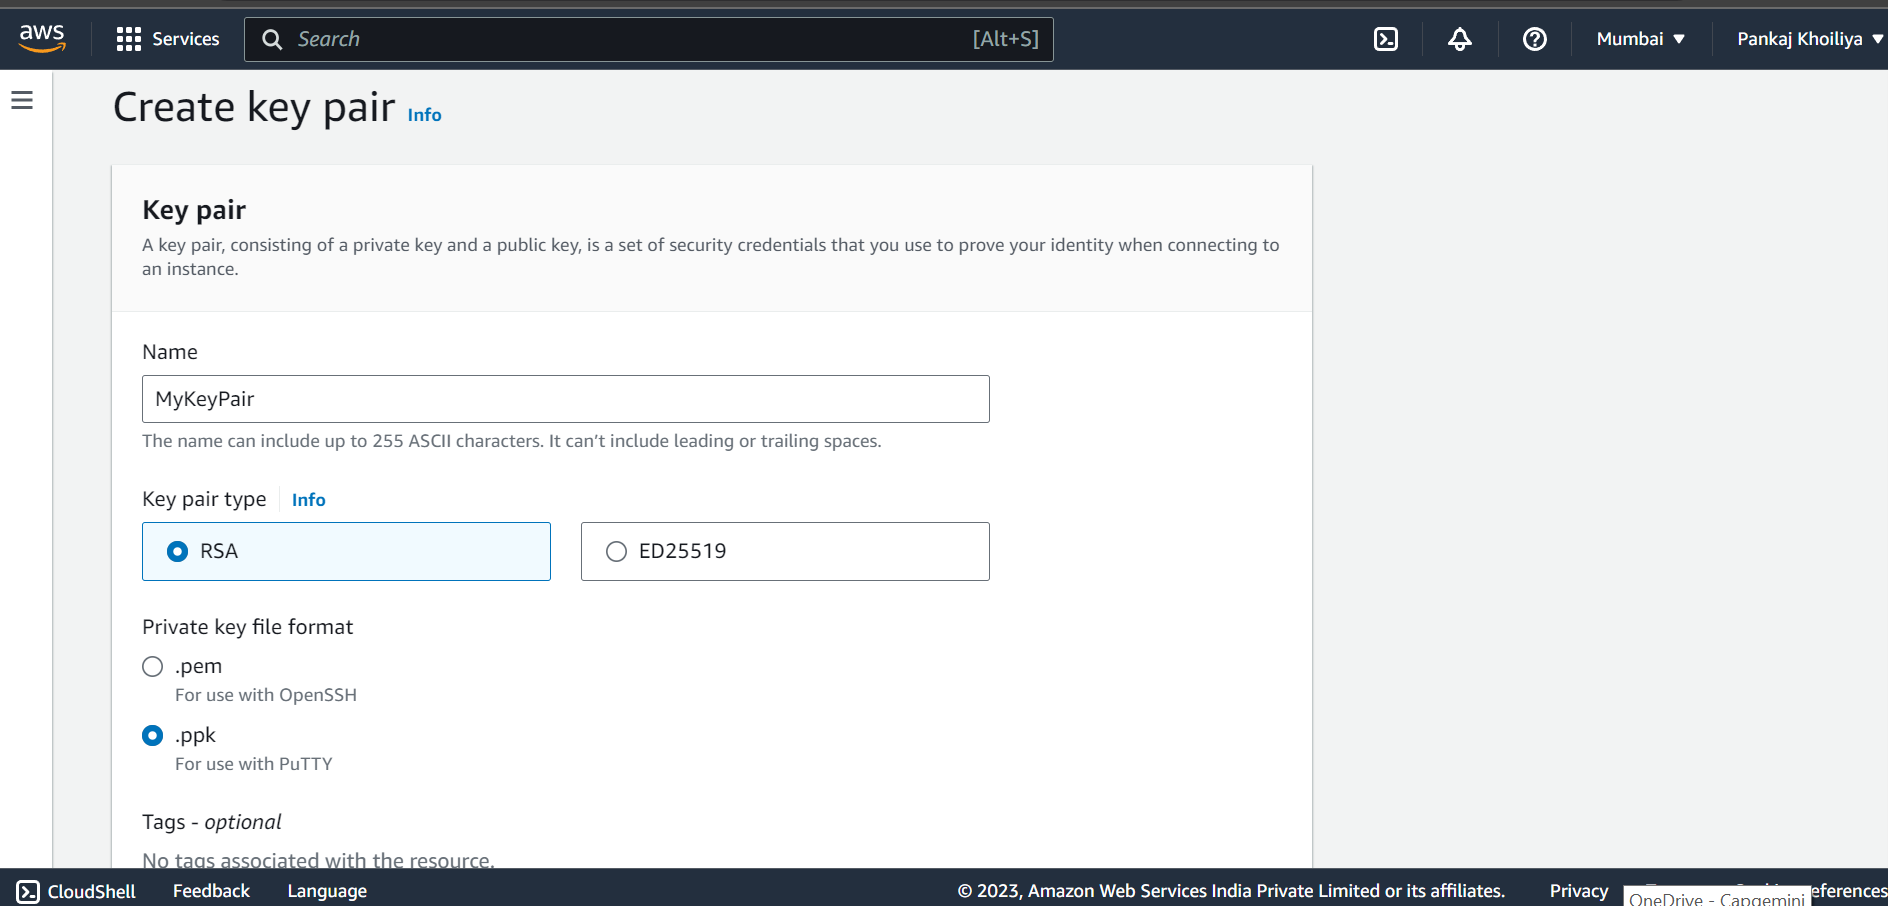 aws Services Search [Alt+S] Mumbai Pankaj Khoiliya
Create key pair Info
Key pair
A key pair, consisting of a private key and a public key, is a set of security credentials that you use to prove your identity when connecting to
an instance.
Name
MyKeyPair
The name can include up to 255 ASCII characters. It can't include leading or trailing spaces.
Key pair type Info
RSA ED25519
Private key file format
.pem
For use with OpenSSH
.ppk
For use with PuTTY
Tags - optional
No tags associated with the resource.
CloudShell Feedback Language © 2023, Amazon Web Services India Private Limited or its affiliates. Privacy eferences
OneDrive - Capgemini